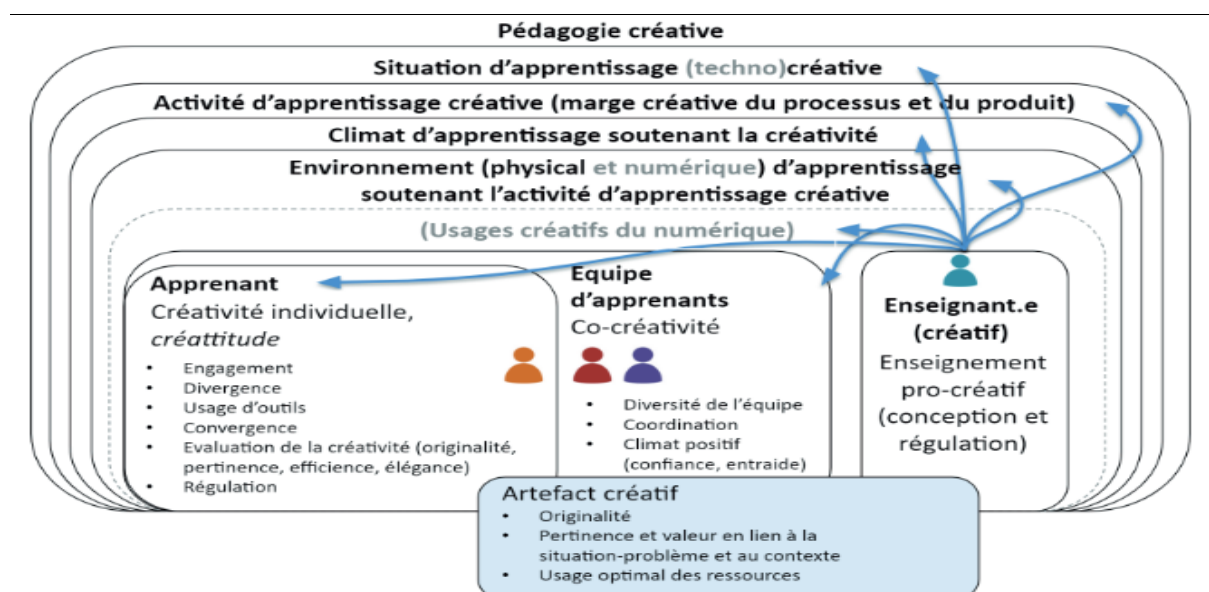 Pédagogie créative
Situation d'apprentissage (techno)créative
Activité d'apprentissage créative (marge créative du processus et du produit)
Climat d'apprentissage soutenant la créativité
Environnement (physical et numérique) d'apprentissage
soutenant l'activité d'apprentissage créative
(Usages créatifs du numérique)
Apprenant
Créativité individuelle,
créattitude
• Engagement
• Divergence
• Usage d'outils
• Convergence
• Evaluation de la créativité (originalité,
pertinence, efficience, élégance)
• Régulation
Equipe
d'apprenants
Co-créativité
• Diversité de l'équipe
• Coordination
• Climat positif
(confiance, entraide)
Enseignant.e
(créatif)
Enseignement
pro-créatif
(conception et
régulation)
Artefact créatif
• Originalité
• Pertinence et valeur en lien à la
situation-problème et au contexte
• Usage optimal des ressources